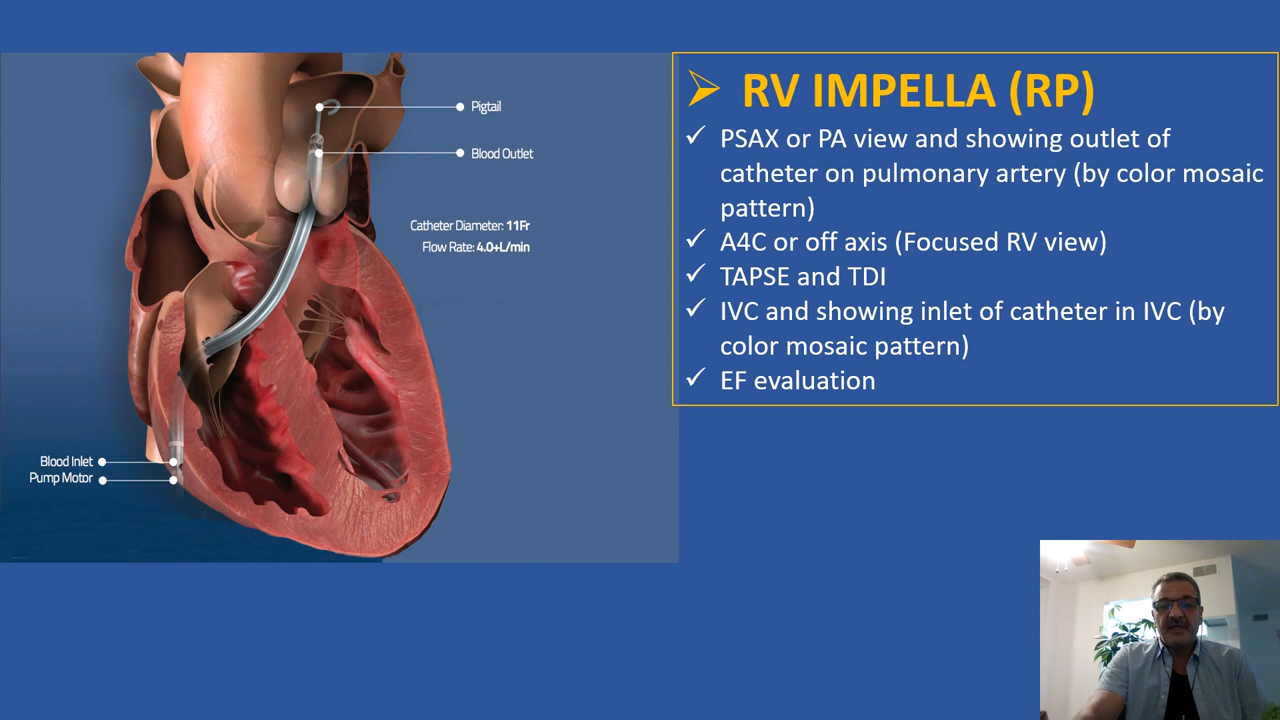 Pigtail
Blood Outlet
Catheter Diameter: 11Fr
Flow Rate: 4.0+L/min
Blood Inlet
Pump Motor
➢ RV IMPELLA (RP)
✓ PSAX or PA view and showing outlet of
catheter on pulmonary artery (by color mosaic
pattern)
✓ A4C or off axis (Focused RV view)
✓ TAPSE and TDI
✓ IVC and showing inlet of catheter in IVC (by
color mosaic pattern)
✓ EF evaluation